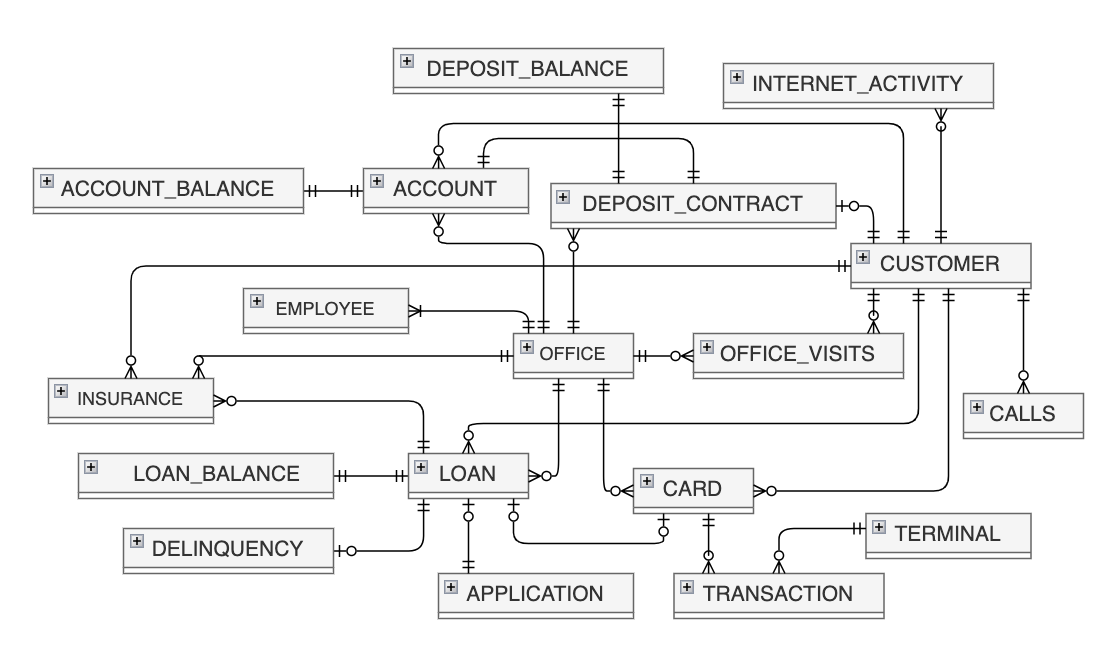 DEPOSIT_BALANCE
INTERNET_ACTIVITY
ACCOUNT_BALANCE
ACCOUNT
DEPOSIT_CONTRACT
CUSTOMER
EMPLOYEE
OFFICE
OFFICE_VISITS
INSURANCE
CALLS
LOAN_BALANCE
LOAN
CARD
DELINQUENCY
TERMINAL
APPLICATION
TRANSACTION